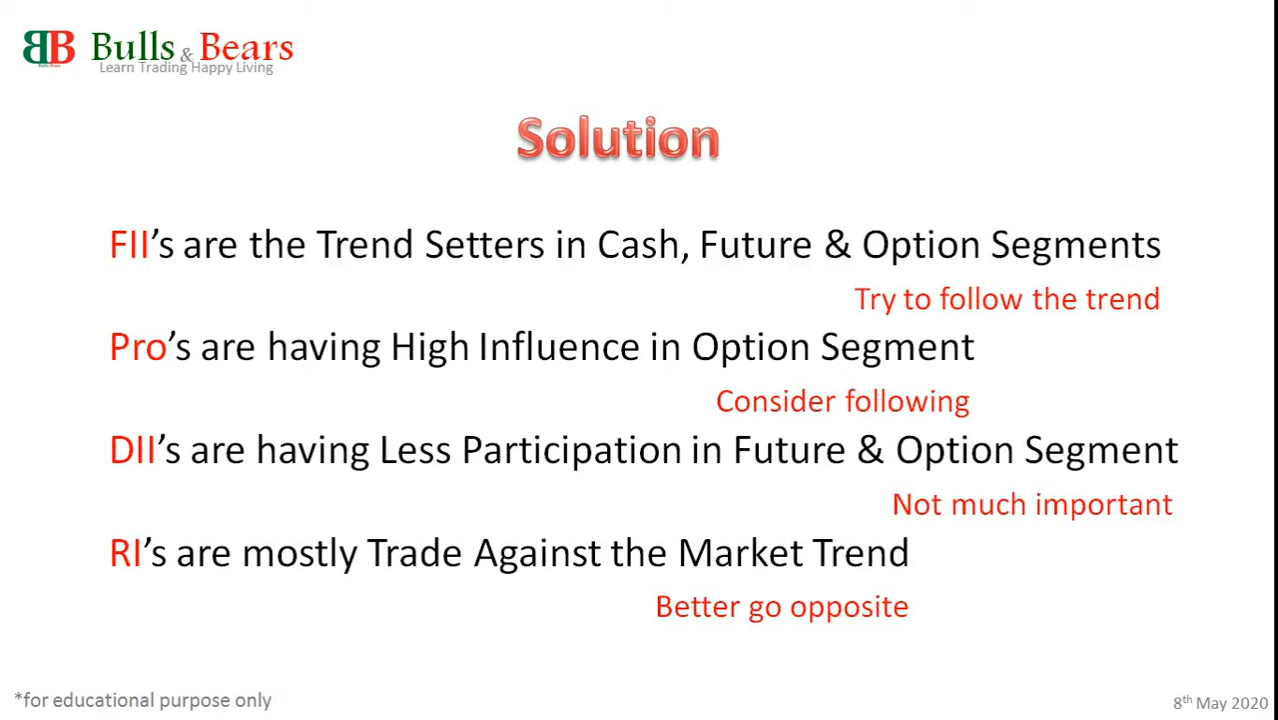 BB Bulls & Bears
Learn Trading Happy Living
Solution
FII’s are the Trend Setters in Cash, Future & Option Segments
Try to follow the trend
Pro’s are having High Influence in Option Segment
Consider following
DII’s are having Less Participation in Future & Option Segment
Not much important
RI’s are mostly Trade Against the Market Trend
Better go opposite
*for educational purpose only
8th May 2020